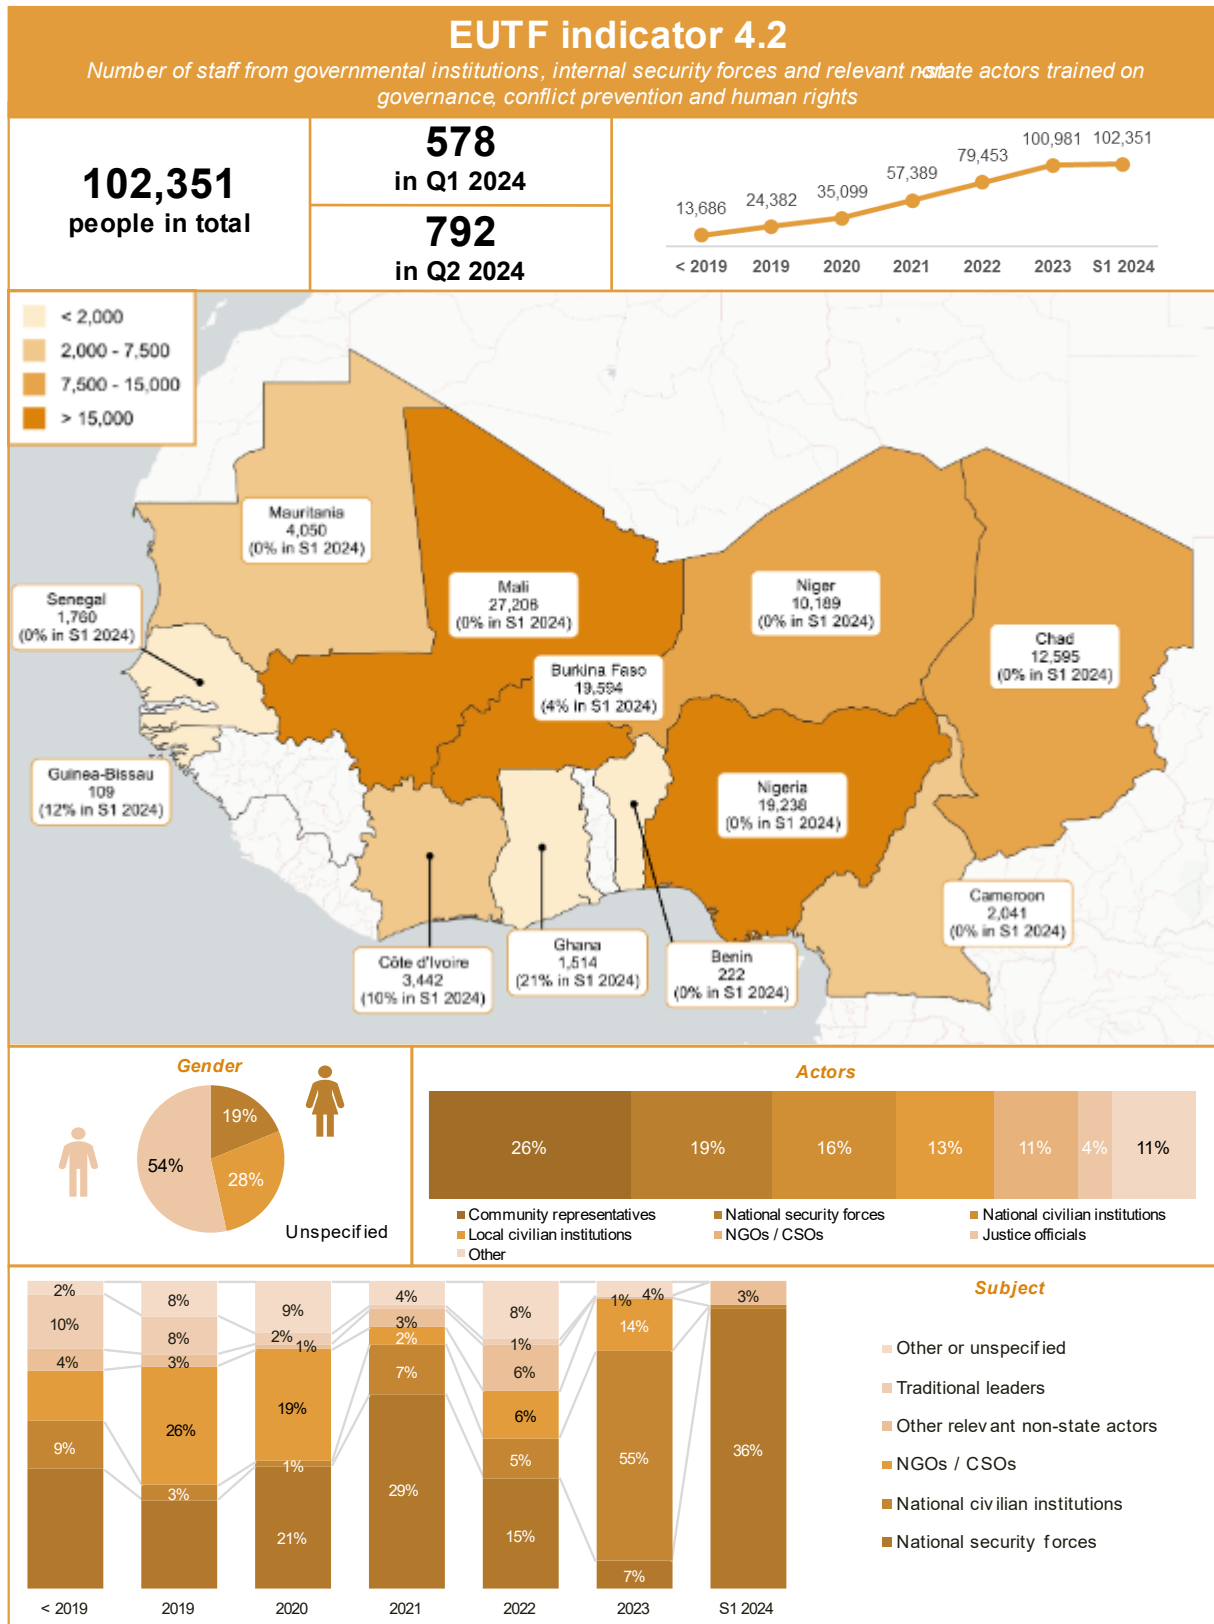 EUTF indicator 4.2
Number of staff from governmental institutions, internal security forces and relevant non-state actors trained on
governance, conflict prevention and human rights
102,351
people in total
578
in Q1 2024
792
in Q2 2024
13,686
24,382
35,099
57,389
79,453
100,981
102,351
< 2019
2019
2020
2021
2022
2023
S1 2024
< 2,000
2,000 - 7,500
7,500 - 15,000
> 15,000
Mauritania
4,050
(0% in S1 2024)
Senegal
1,760
(0% in S1 2024)
Mali
27,206
(0% in S1 2024)
Niger
10,189
(0% in S1 2024)
Chad
12,595
(0% in S1 2024)
Burkina Faso
19,594
(4% in S1 2024)
Guinea-Bissau
109
(12% in S1 2024)
Nigeria
19,238
(0% in S1 2024)
Cameroon
2,041
(0% in S1 2024)
Côte d'Ivoire
3,442
(10% in S1 2024)
Ghana
1,514
(21% in S1 2024)
Benin
222
(0% in S1 2024)
Gender
19%
54%
28%
Unspecified
Actors
26%
19%
16%
13%
11%
4%
11%
Community representatives
National security forces
National civilian institutions
Local civilian institutions
NGOs / CSOs
Justice officials
Other
2%
10%
4%
9%
8%
8%
3%
26%
3%
9%
2%
1%
19%
1%
21%
4%
3%
2%
7%
29%
8%
1%
6%
6%
5%
15%
4%
1%
14%
55%
7%
3%
36%
< 2019
2019
2020
2021
2022
2023
S1 2024
Subject
Other or unspecified
Traditional leaders
Other relevant non-state actors
NGOs / CSOs
National civilian institutions
National security forces